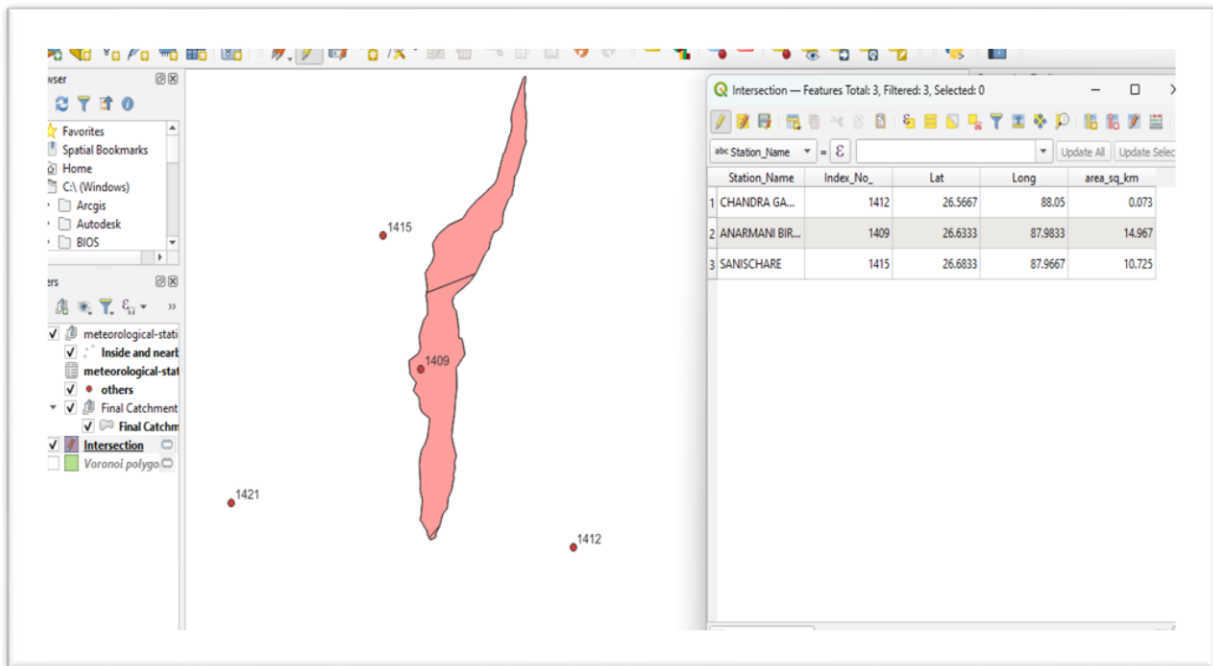 wser
Favorites
Spatial Bookmarks
Home
C:\ (Windows)
Arcgis
Autodesk
BIOS
ers
»
meteorological-stati
Inside and nearb
meteorological-stat
others
Final Catchment
Final Catchm
Intersection
Voronoi polygo
1415
1409
1421
1412
Intersection — Features Total: 3, Filtered: 3, Selected: 0
abc Station_Name = ε Update All Update Selec
Station_Name Index_No_ Lat Long area_sq_km
1 CHANDRA GA... 1412 26.5667 88.05 0.073
2 ANARMANI BIR... 1409 26.6333 87.9833 14.967
3 SANISCHARE 1415 26.6833 87.9667 10.725